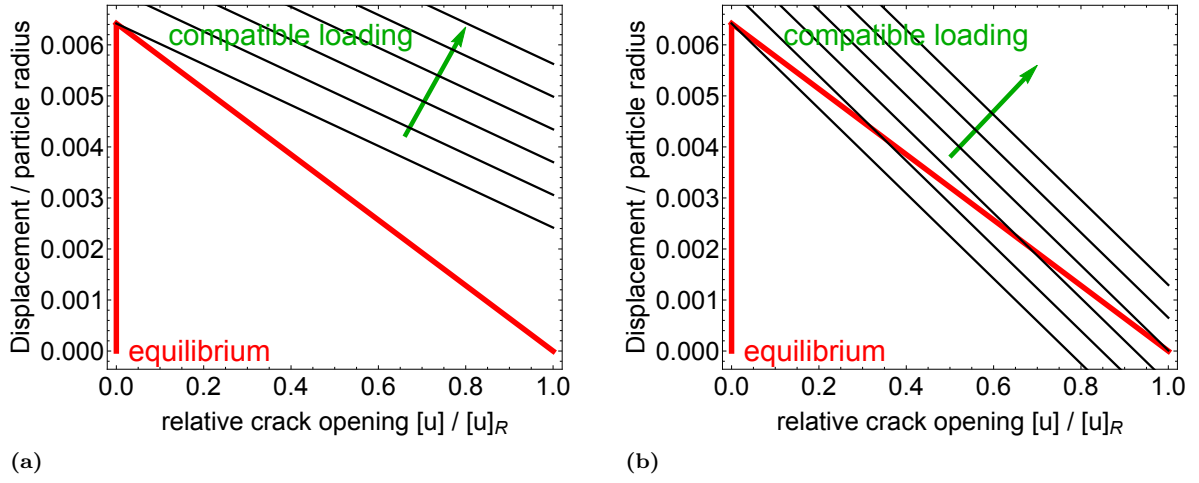 compatible loading
Displacement / particle radius
0.006
0.005
0.004
0.003
0.002
0.001
0.000
equilibrium
0.0 0.2 0.4 0.6 0.8 1.0
relative crack opening [u] / [u]R
(a)
compatible loading
Displacement / particle radius
0.006
0.005
0.004
0.003
0.002
0.001
0.000
equilibrium
0.0 0.2 0.4 0.6 0.8 1.0
relative crack opening [u] / [u]R
(b)